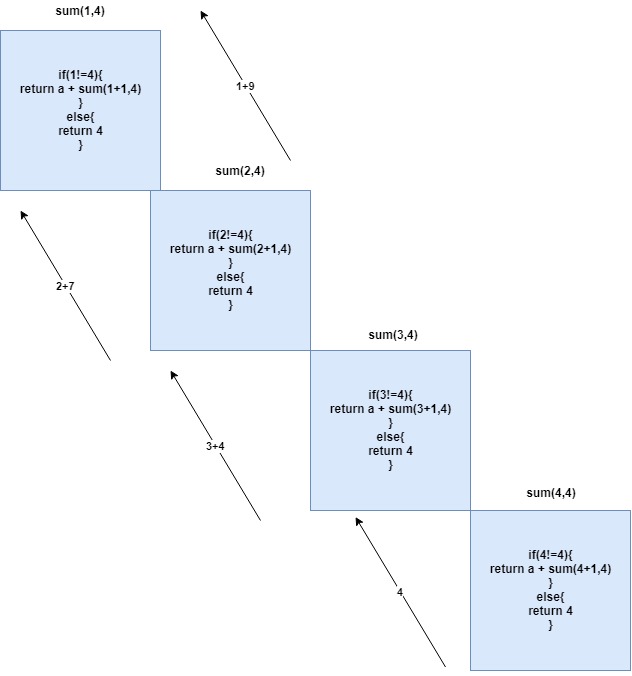 sum(1,4)
if(1!=4){
return a + sum(1+1,4)
}
else{
return 4
}
1+9
sum(2,4)
if(2!=4){
return a + sum(2+1,4)
}
else{
return 4
}
2+7
sum(3,4)
if(3!=4){
return a + sum(3+1,4)
}
else{
return 4
}
3+4
sum(4,4)
if(4!=4){
return a + sum(4+1,4)
}
else{
return 4
}
4